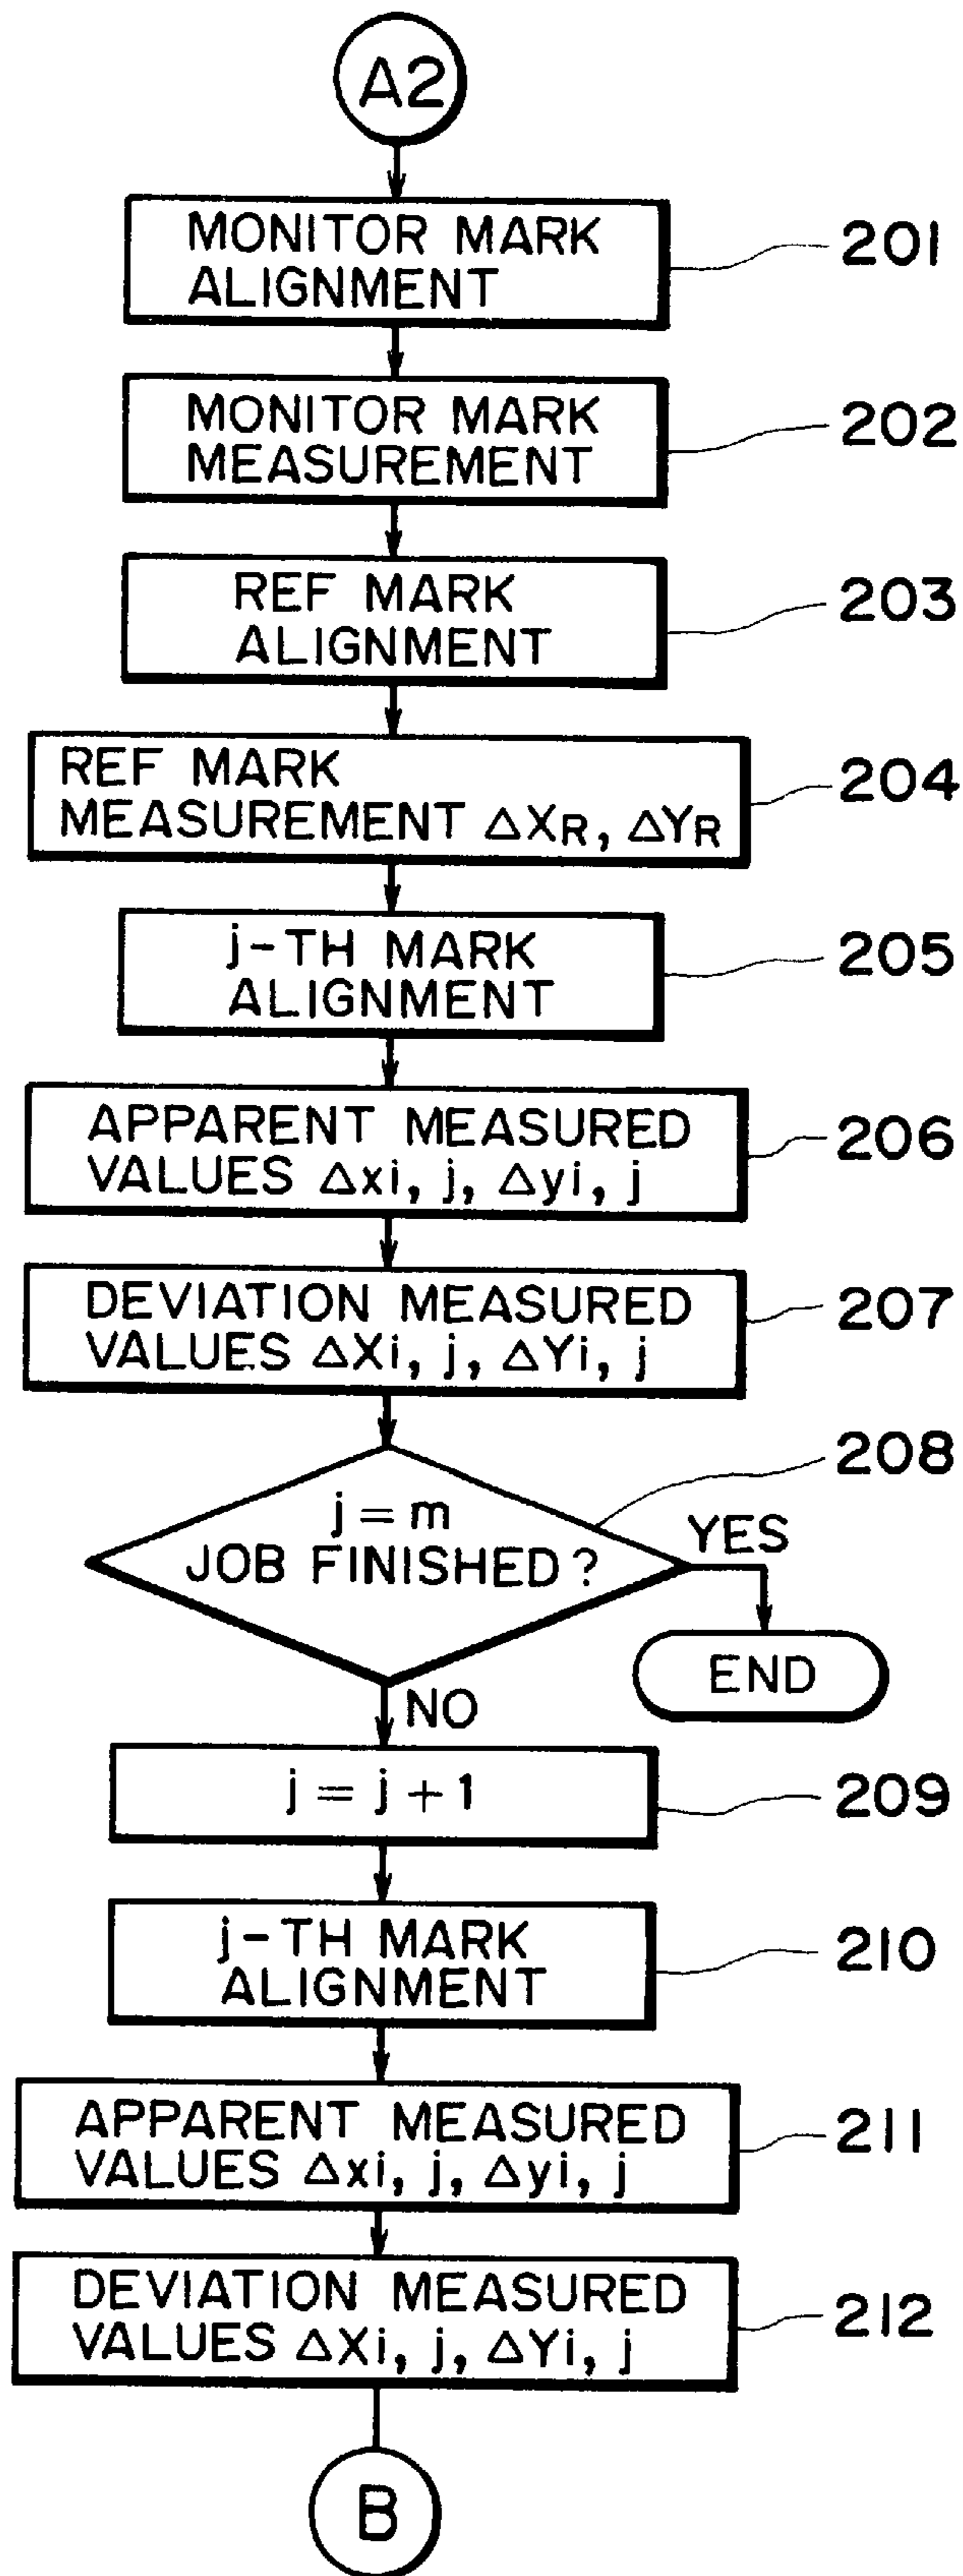 A2
MONITOR MARK
ALIGNMENT
201
MONITOR MARK
MEASUREMENT
202
REF MARK
ALIGNMENT
203
REF MARK
MEASUREMENT ΔXR, ΔYR
204
j-TH MARK
ALIGNMENT
205
APPARENT MEASURED
VALUES Δxi, j, Δyi, j
206
DEVIATION MEASURED
VALUES ΔXi, j, ΔYi, j
207
j = m
JOB FINISHED?
208
YES
END
NO
j = j + 1
209
j-TH MARK
ALIGNMENT
210
APPARENT MEASURED
VALUES Δxi, j, Δyi, j
211
DEVIATION MEASURED
VALUES ΔXi, j, ΔYi, j
212
B